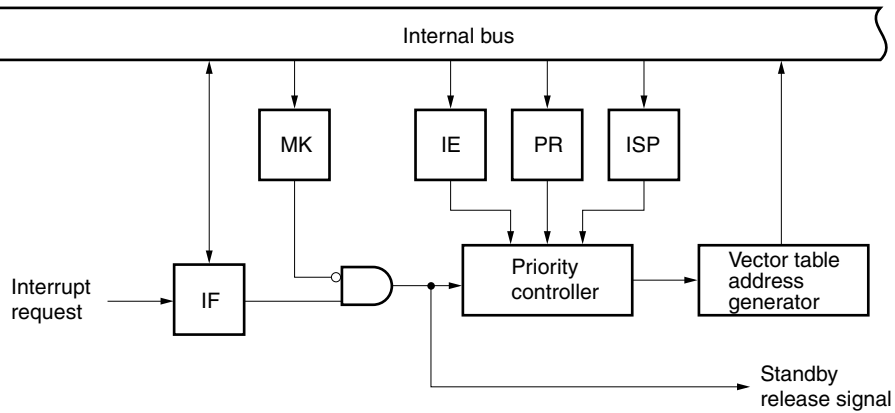 Internal bus
MK
IE
PR
ISP
Interrupt
request
IF
Priority
controller
Vector table
address
generator
Standby
release signal